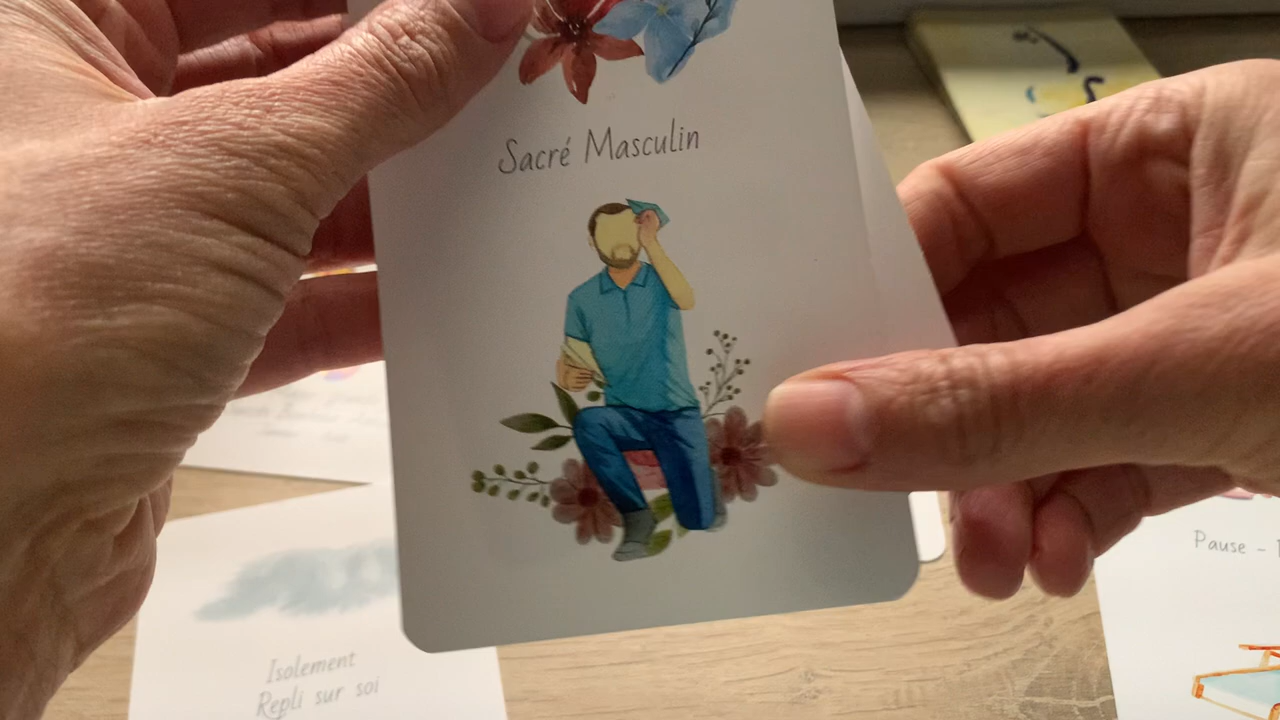 Sacré Masculin
Pause -
Isolement
Repli sur soi